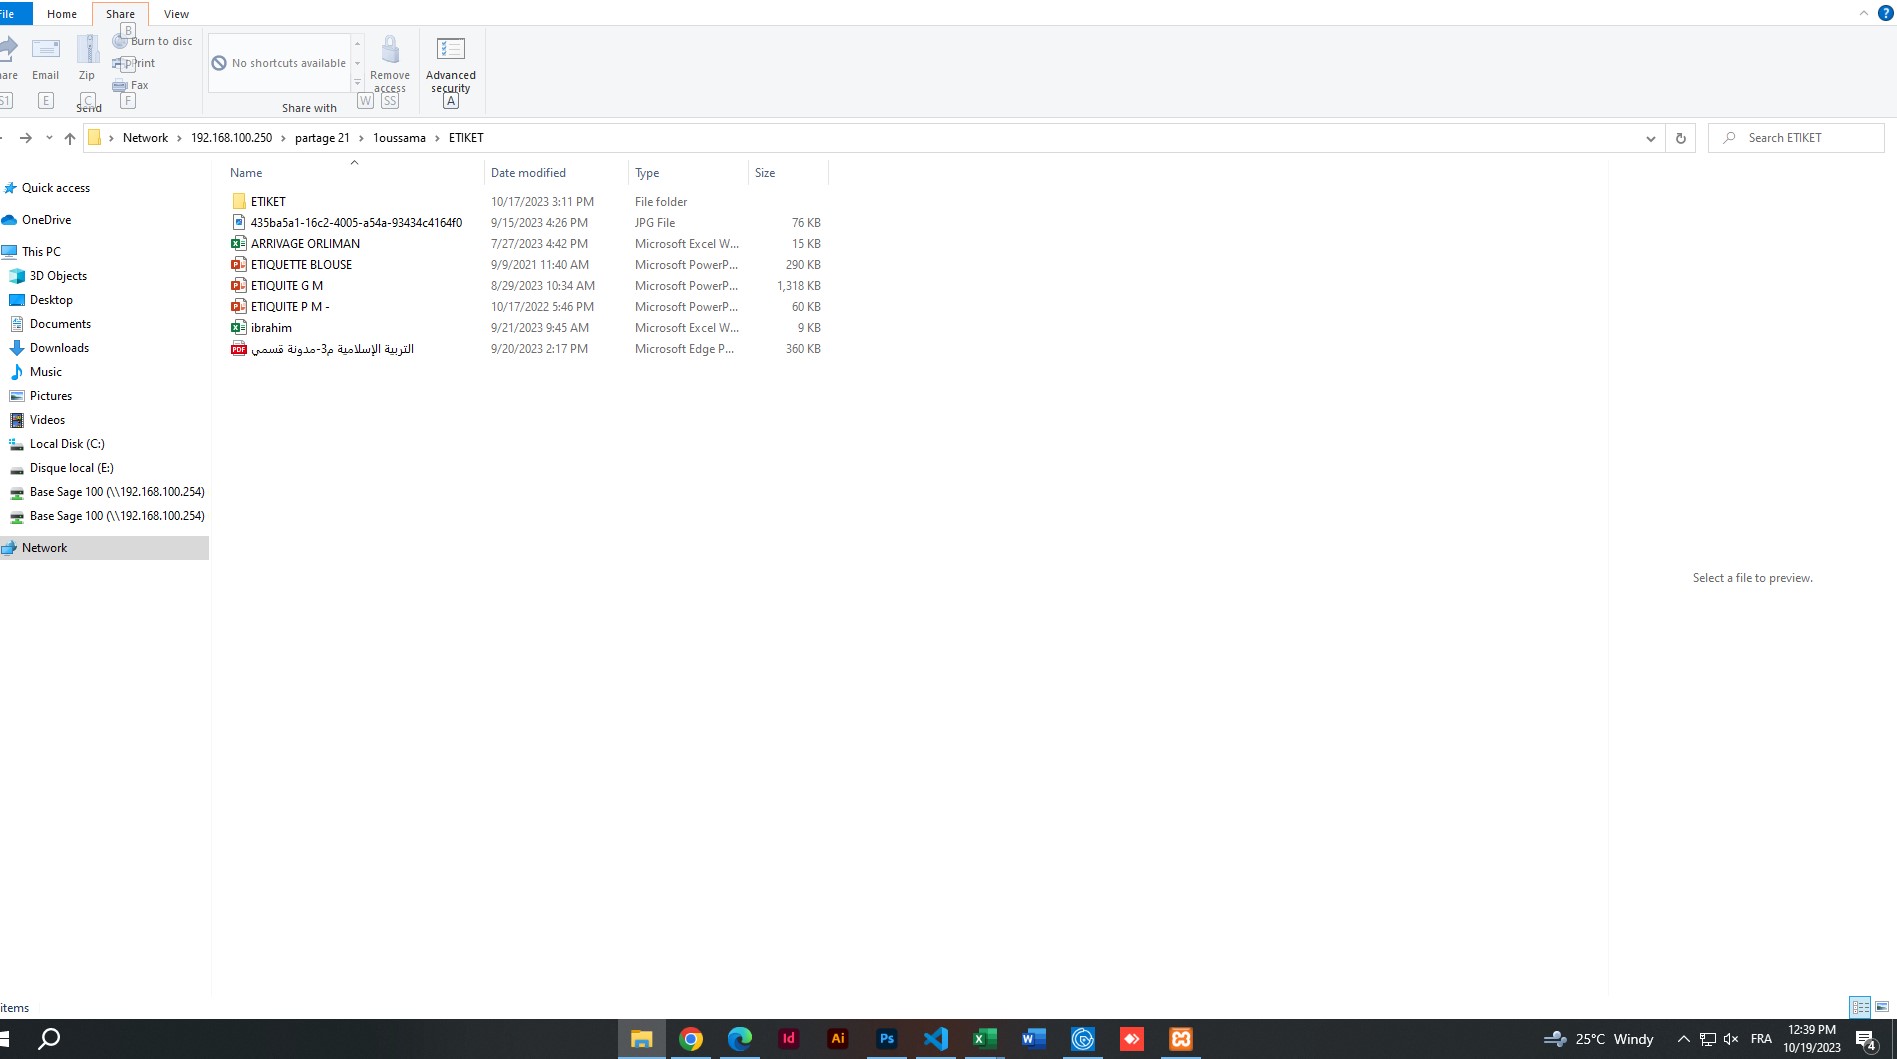 File Home Share View
B
Burn to disc
Print
Fax
Email Zip
E C F
Send
No shortcuts available
Remove access
W SS
Share with
Advanced security
A
Network > 192.168.100.250 > partage 21 > 1oussama > ETIKET
Search ETIKET
Name Date modified Type Size
Quick access
OneDrive
This PC
3D Objects
Desktop
Documents
Downloads
Music
Pictures
Videos
Local Disk (C:)
Disque local (E:)
Base Sage 100 (\\192.168.100.254)
Base Sage 100 (\\192.168.100.254)
Network
ETIKET 10/17/2023 3:11 PM File folder
435ba5a1-16c2-4005-a54a-93434c4164f0 9/15/2023 4:26 PM JPG File 76 KB
ARRIVAGE ORLIMAN 7/27/2023 4:42 PM Microsoft Excel W... 15 KB
ETIQUETTE BLOUSE 9/9/2021 11:40 AM Microsoft PowerP... 290 KB
ETIQUITE G M 8/29/2023 10:34 AM Microsoft PowerP... 1,318 KB
ETIQUITE P M - 10/17/2022 5:46 PM Microsoft PowerP... 60 KB
ibrahim 9/21/2023 9:45 AM Microsoft Excel W... 9 KB
التربية الإسلامية م3-مدونة قسمي 9/20/2023 2:17 PM Microsoft Edge P... 360 KB
Select a file to preview.
items
Id Ai Ps
25°C Windy
FRA
12:39 PM
10/19/2023
4